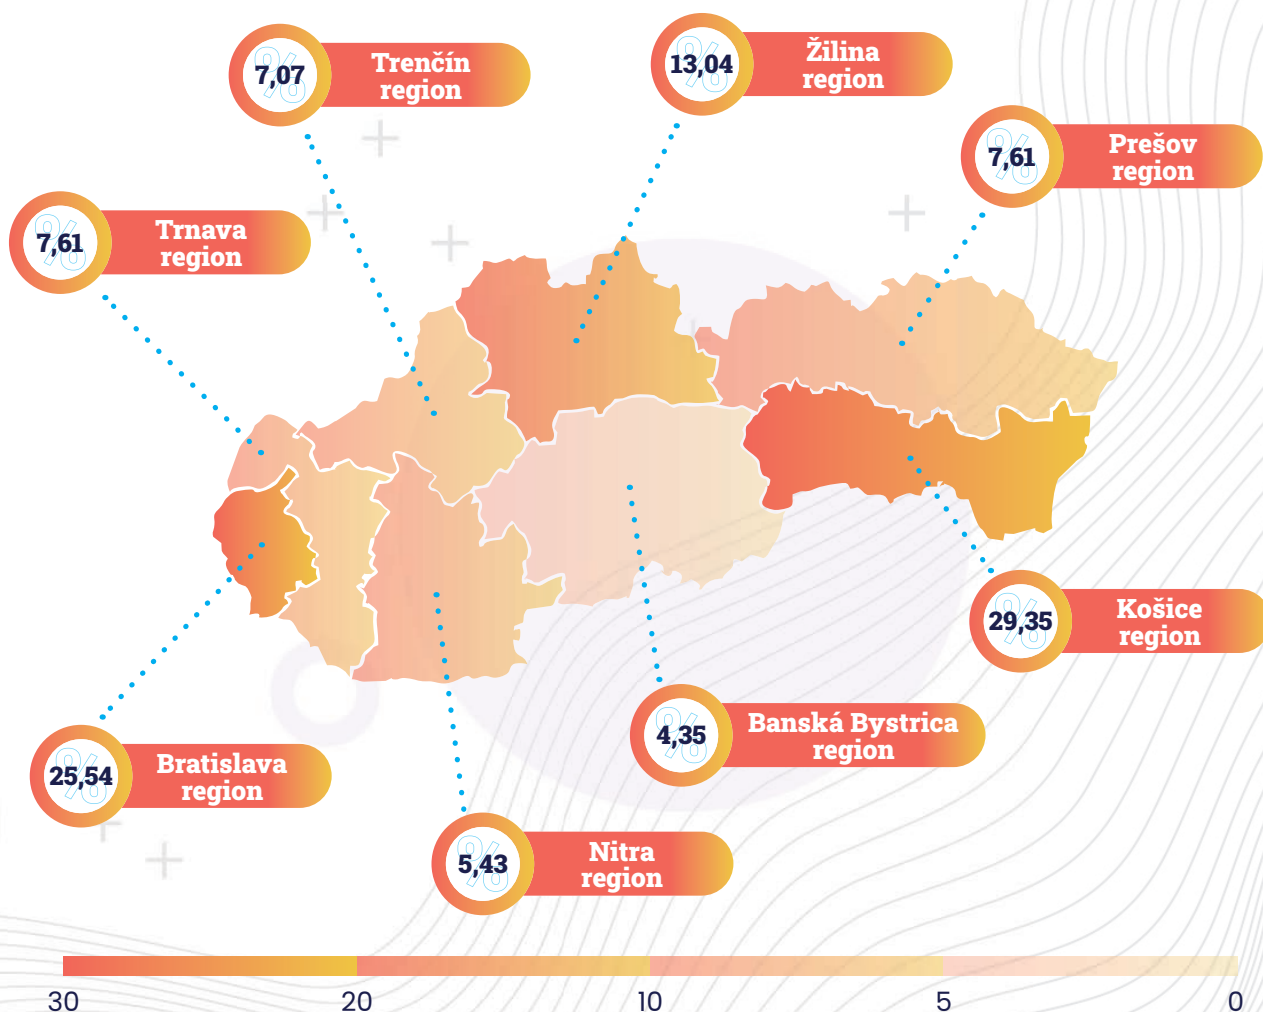 %
7,07
Trenčín
region
%
13,04
Žilina
region
%
7,61
Prešov
region
%
7,61
Trnava
region
%
29,35
Košice
region
%
4,35
Banská Bystrica
region
%
25,54
Bratislava
region
%
5,43
Nitra
region
30 20 10 5 0